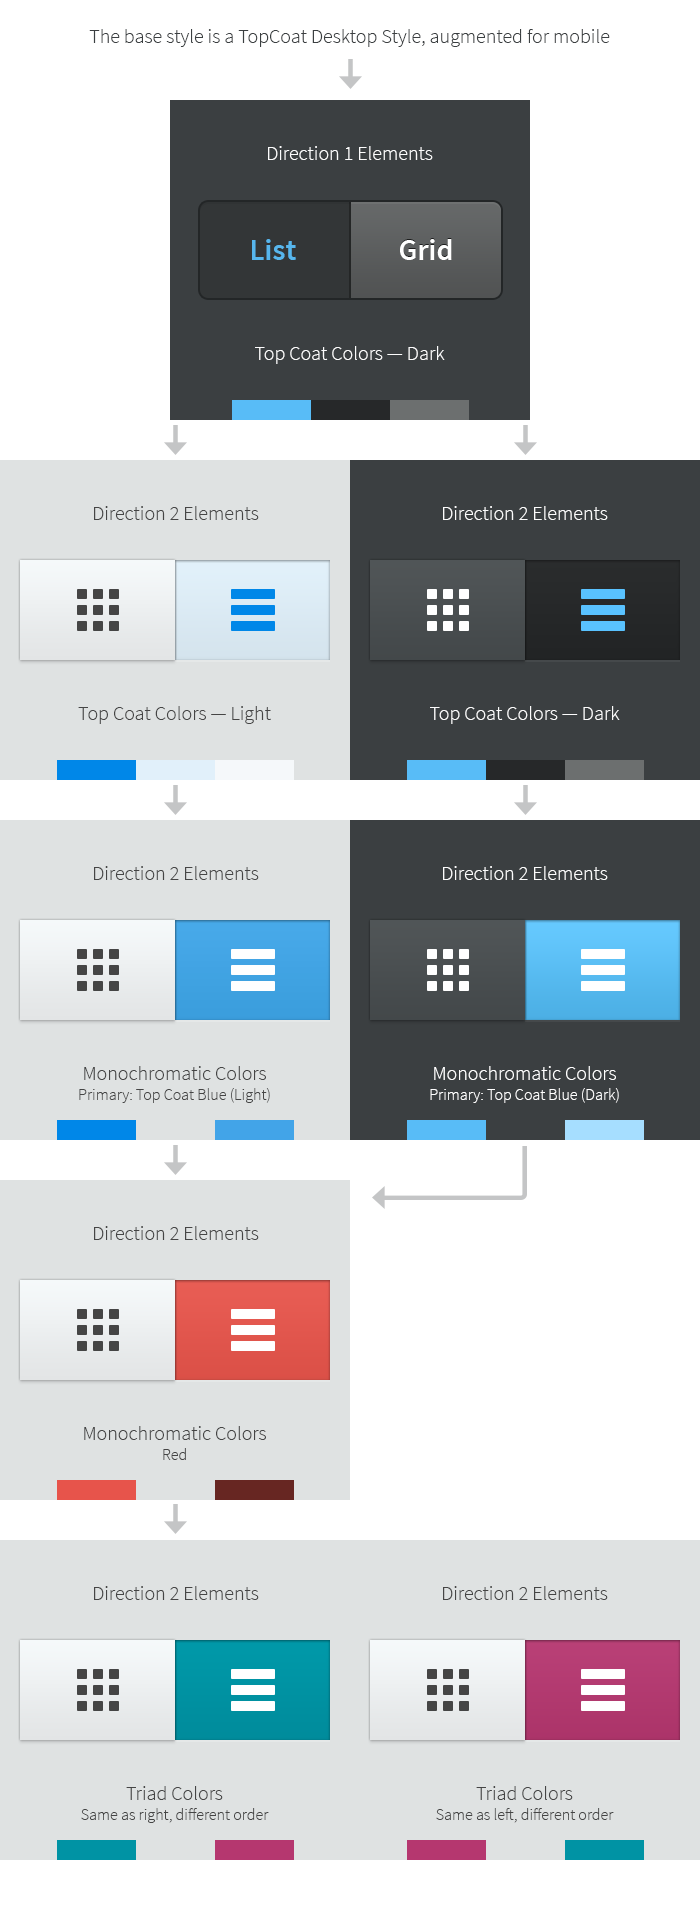 The base style is a TopCoat Desktop Style, augmented for mobile
Direction 1 Elements
List
Grid
Top Coat Colors — Dark
Direction 2 Elements
Direction 2 Elements
Top Coat Colors — Light
Top Coat Colors — Dark
Direction 2 Elements
Direction 2 Elements
Monochromatic Colors
Primary: Top Coat Blue (Light)
Monochromatic Colors
Primary: Top Coat Blue (Dark)
Direction 2 Elements
Monochromatic Colors
Red
Direction 2 Elements
Direction 2 Elements
Triad Colors
Same as right, different order
Triad Colors
Same as left, different order